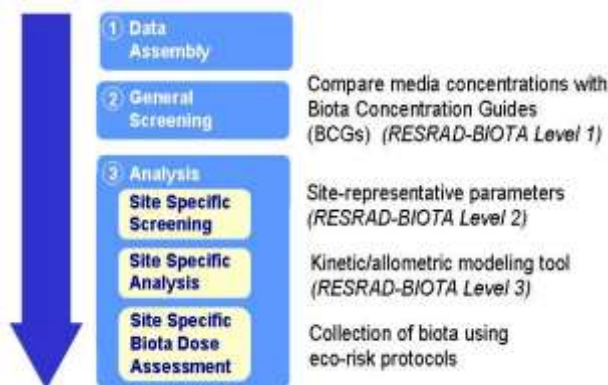 1 Data
Assembly
2 General
Screening
Compare media concentrations with
Biota Concentration Guides
(BCGs) (RESRAD-BIOTA Level 1)
3 Analysis
Site Specific
Screening
Site-representative parameters
(RESRAD-BIOTA Level 2)
Site Specific
Analysis
Kinetic/allometric modeling tool
(RESRAD-BIOTA Level 3)
Site Specific
Biota Dose
Assessment
Collection of biota using
eco-risk protocols